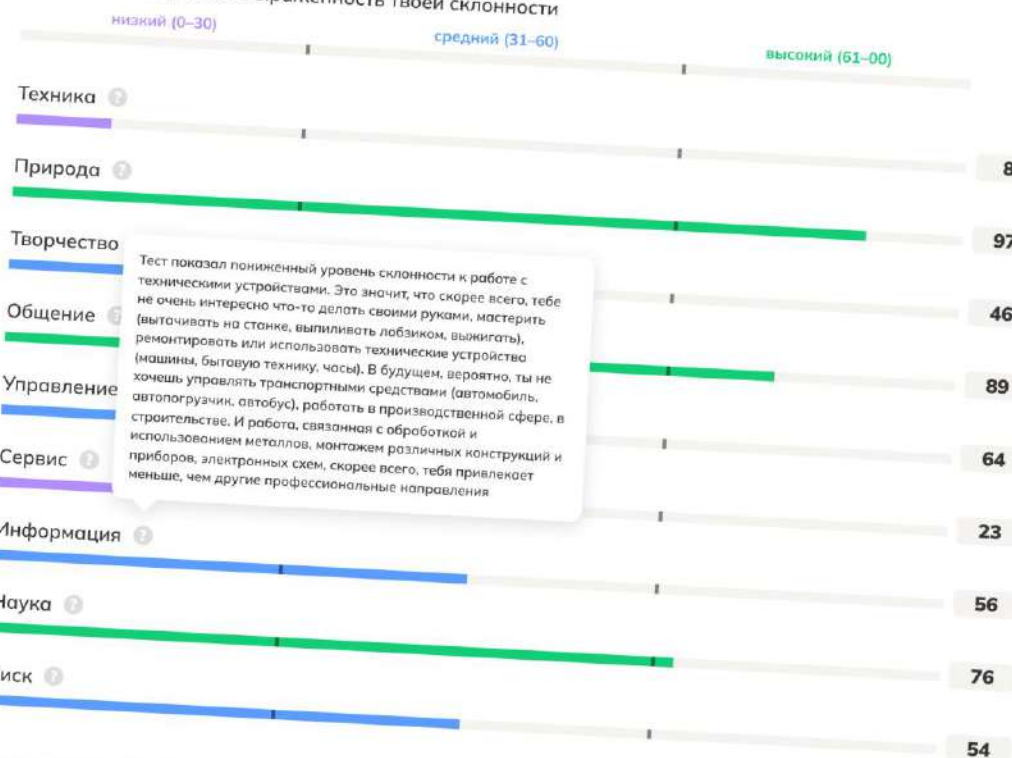 твоей склонности
низкий (0–30)
средний (31–60)
высокий (61–00)
Техника ?
8
Природа ?
97
Творчество
46
Общение ?
89
Управление
64
Сервис ?
23
Информация ?
56
Наука ?
76
иск ?
54
Тест показал пониженный уровень склонности к работе с
техническими устройствами. Это значит, что скорее всего, тебе
не очень интересно что-то делать своими руками, мастерить
(вытачивать на станке, выпиливать лобзиком, выжигать),
ремонтировать или использовать технические устройства
(машины, бытовую технику, часы). В будущем, вероятно, ты не
хочешь управлять транспортными средствами (автомобиль,
автопогрузчик, автобус), работать в производственной сфере, в
строительстве. И работа, связанная с обработкой и
использованием металлов, монтажем различных конструкций и
приборов, электронных схем, скорее всего, тебя привлекает
меньше, чем другие профессиональные направления